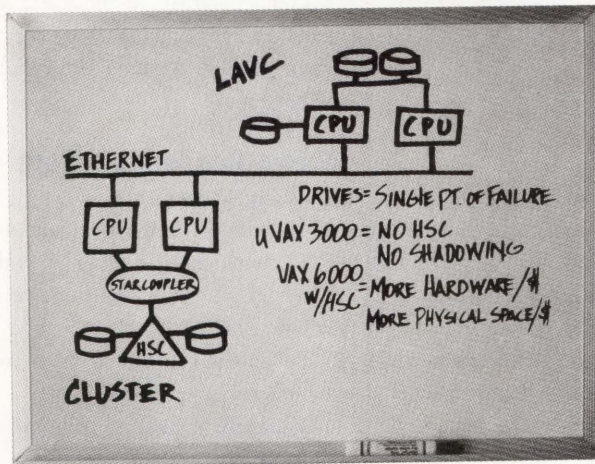 LAVC
CPU
CPU
ETHERNET
CPU
CPU
STARCOUPLER
HSC
CLUSTER
DRIVES = SINGLE PT. OF FAILURE
uVAX 3000 = NO HSC
NO SHADOWING
VAX 6000
W/HSC = MORE HARDWARE/$
MORE PHYSICAL SPACE/$